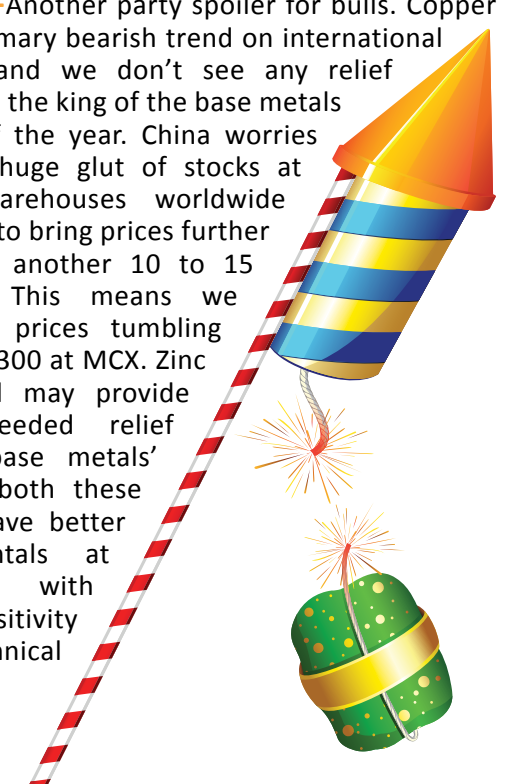 -Another party spoiler for bulls. Copper
mary bearish trend on international
and we don't see any relief
the king of the base metals
the year. China worries
huge glut of stocks at
arehouses worldwide
to bring prices further
another 10 to 15
This means we
prices tumbling
300 at MCX. Zinc
may provide
eeded relief
ase metals'
both these
ave better
ntals at
with
sitivity
nical